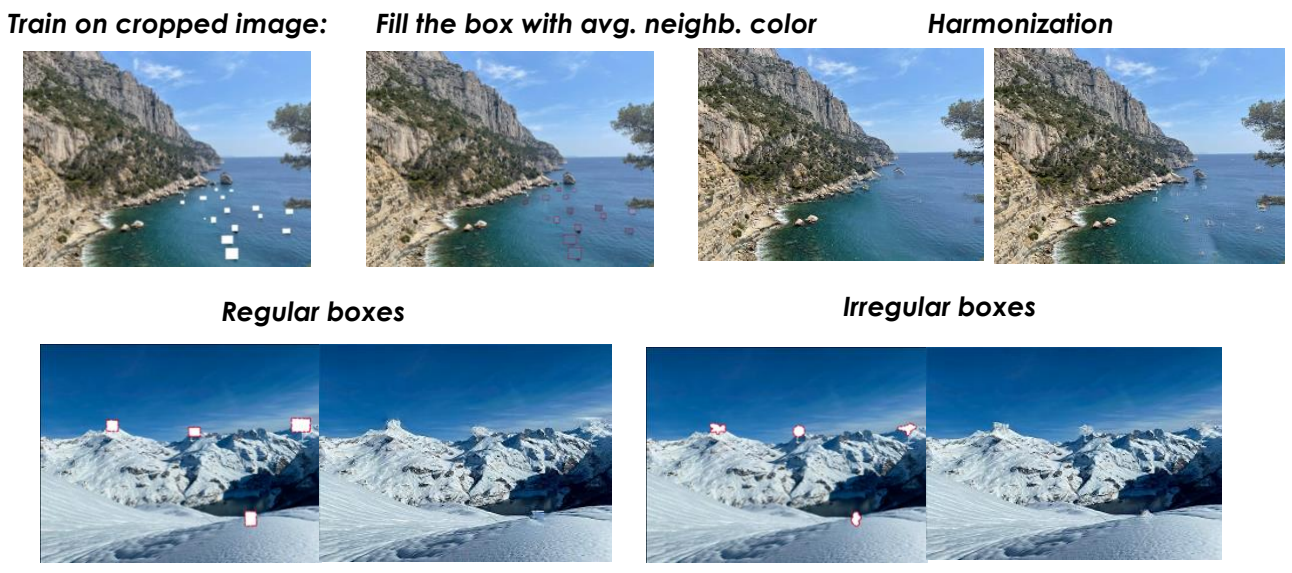 Train on cropped image:
Fill the box with avg. neighb. color
Harmonization
Regular boxes
Irregular boxes